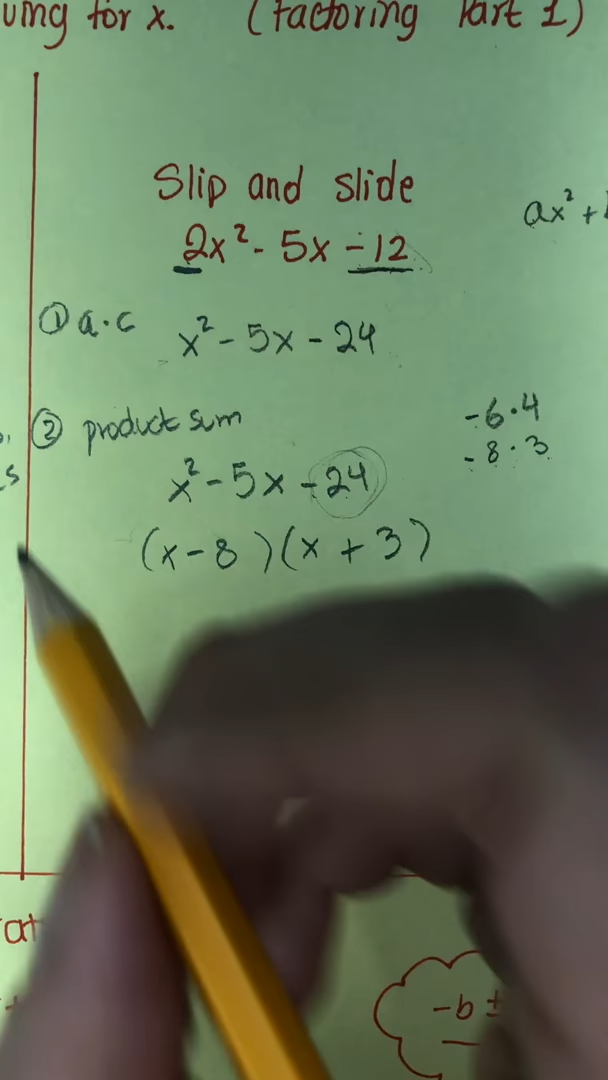 for x. (factoring Part 1)
Slip and slide
ax² +
2x² - 5x - 12
① a·c x² - 5x - 24
② product sum
-6·4
-8·3
x² - 5x - 24
(x - 8)(x + 3)
-b ±